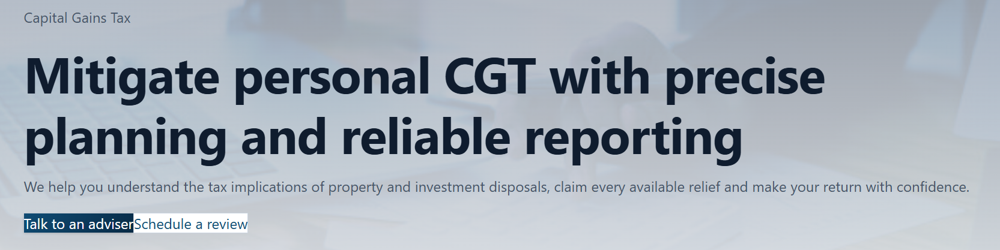 Capital Gains Tax
Mitigate personal CGT with precise
planning and reliable reporting
We help you understand the tax implications of property and investment disposals, claim every available relief and make your return with confidence.
Talk to an adviser Schedule a review